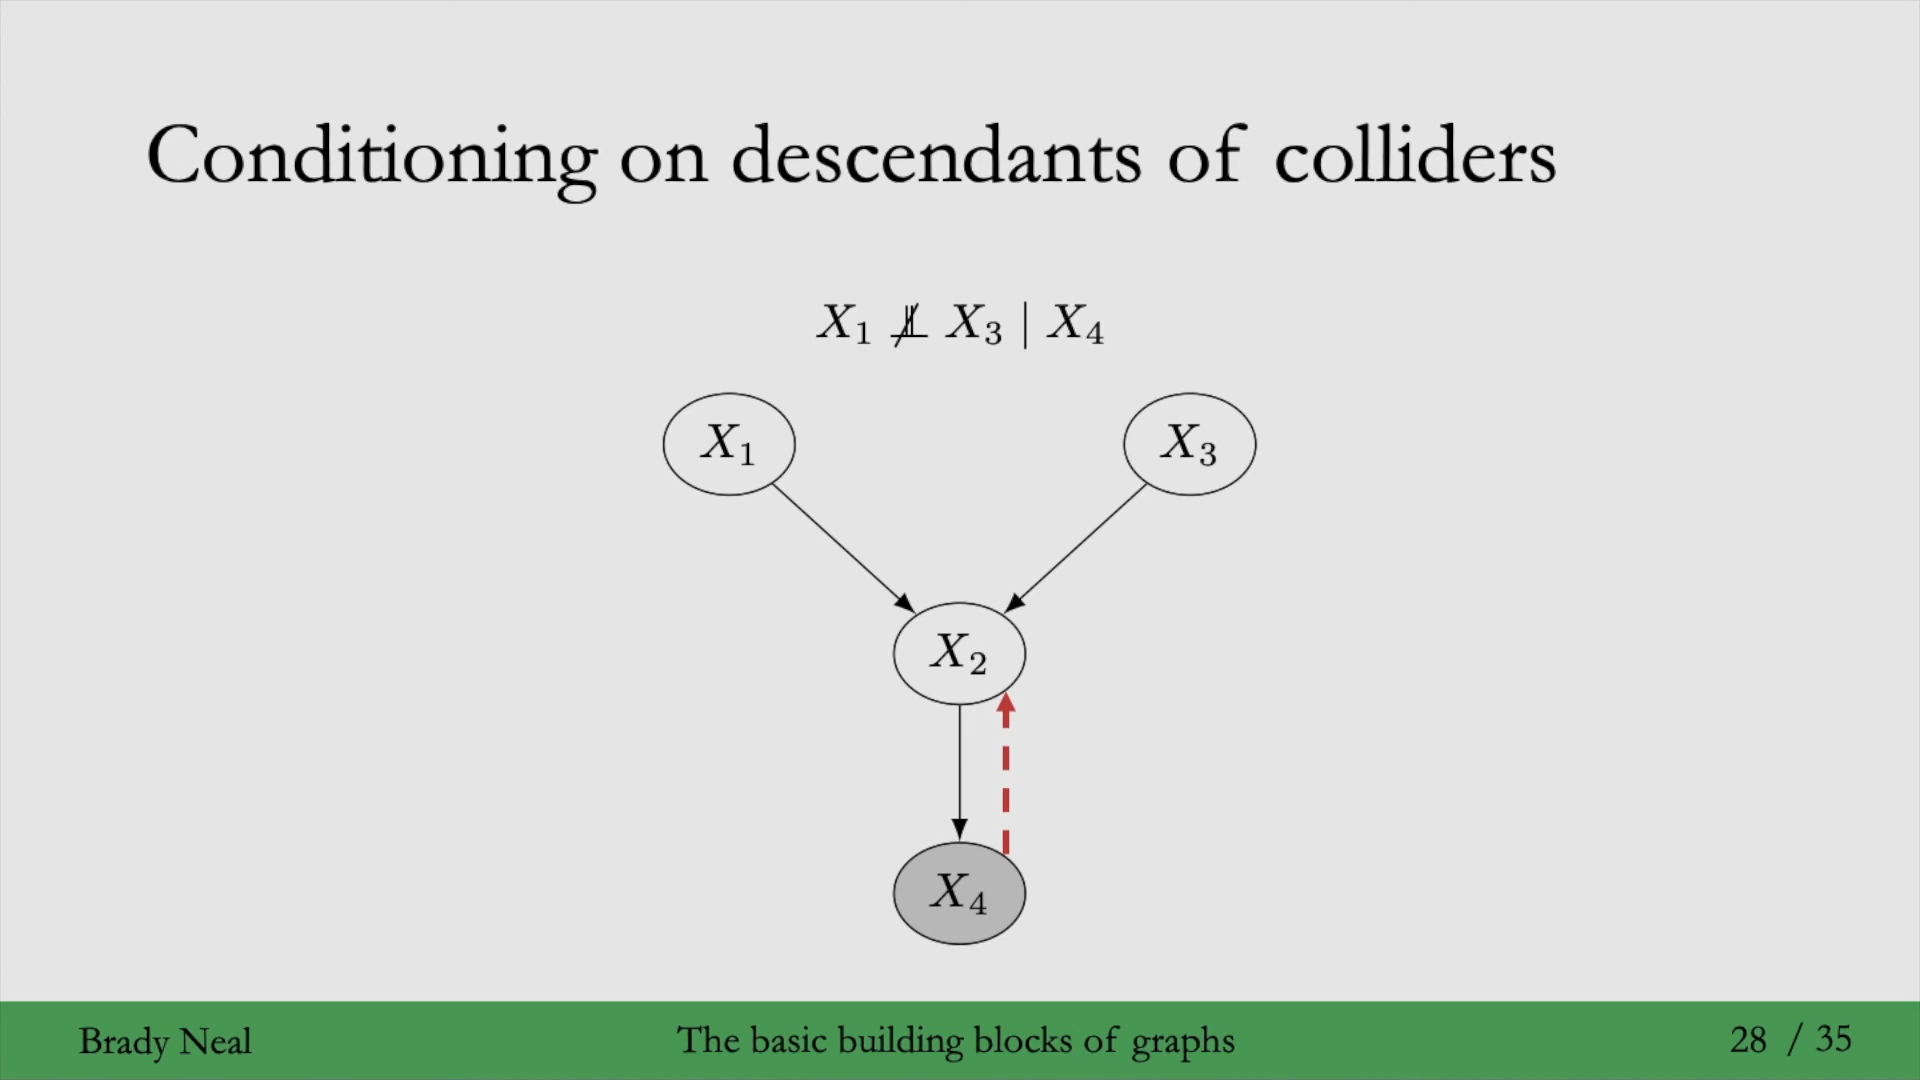 Conditioning on descendants of colliders
X₁ ⫫̸ X₃ | X₄
X₁
X₃
X₂
X₄
Brady Neal
The basic building blocks of graphs
28 / 35